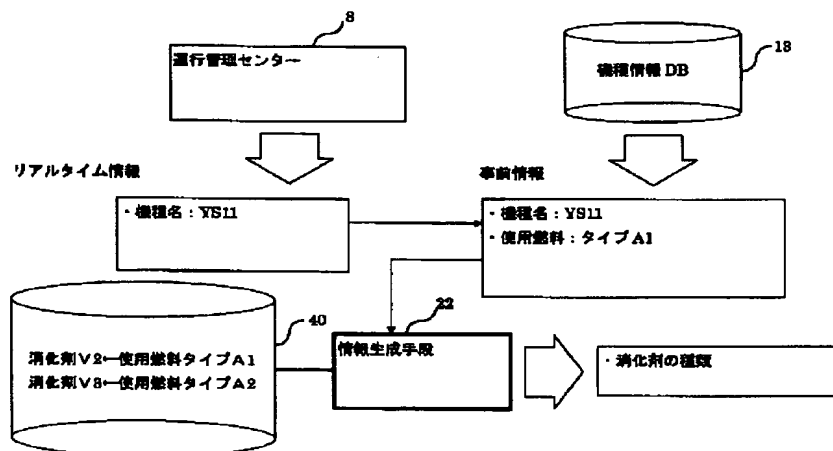 8
運行管理センター
機種情報 DB
18
リアルタイム情報
事前情報
・機種名：YS11
・機種名：YS11
・使用燃料：タイプA1
40
22
消化剤V2←使用燃料タイプA1
消化剤V3←使用燃料タイプA2
情報生成手段
・消化剤の種類